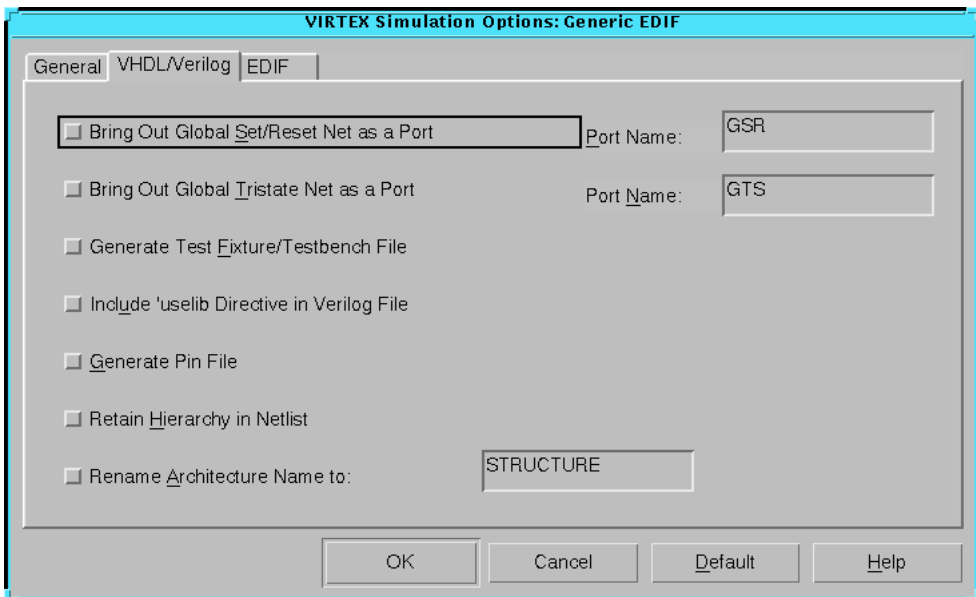 VIRTEX Simulation Options: Generic EDIF
General VHDL/Verilog EDIF
Bring Out Global Set/Reset Net as a Port Port Name: GSR
Bring Out Global Tristate Net as a Port Port Name: GTS
Generate Test Fixture/Testbench File
Include 'uselib Directive in Verilog File
Generate Pin File
Retain Hierarchy in Netlist
Rename Architecture Name to: STRUCTURE
OK Cancel Default Help